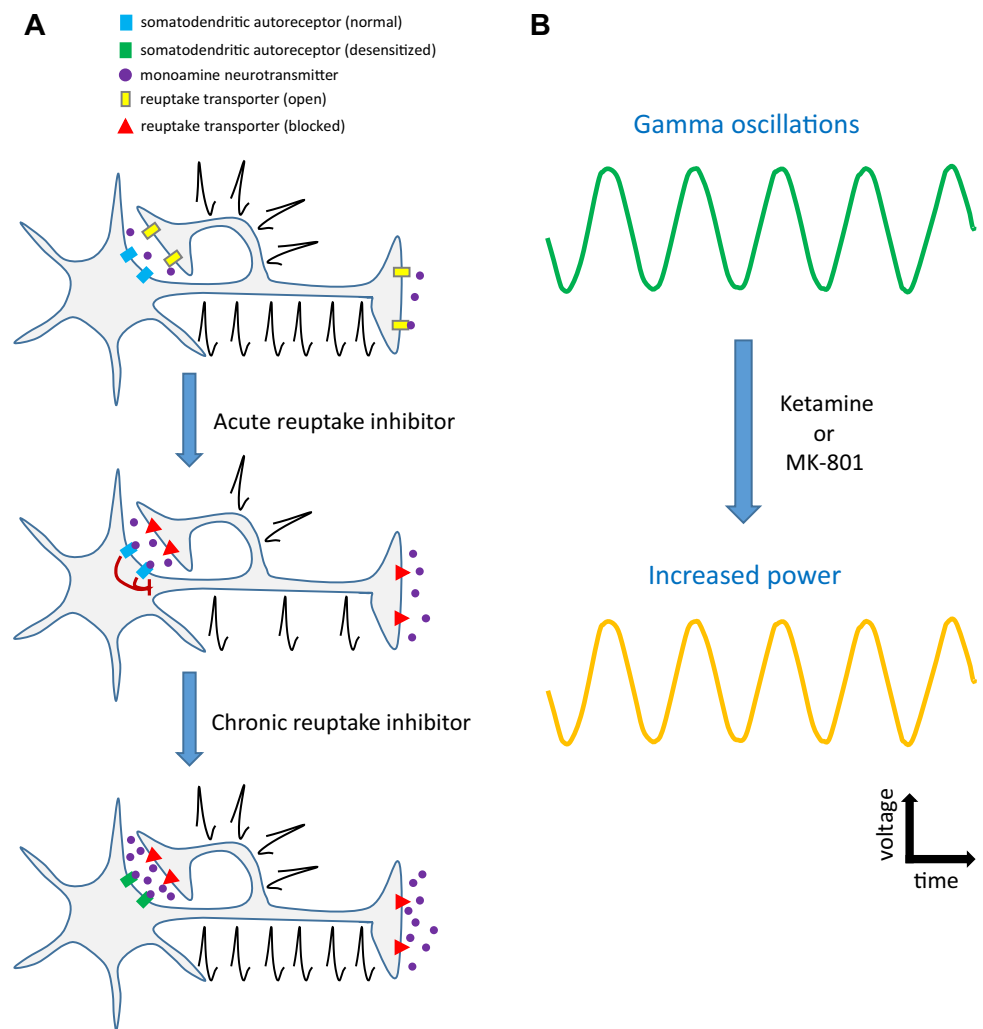 A
somatodendritic autoreceptor (normal)
somatodendritic autoreceptor (desensitized)
monoamine neurotransmitter
reuptake transporter (open)
reuptake transporter (blocked)
Acute reuptake inhibitor
Chronic reuptake inhibitor
B
Gamma oscillations
Ketamine
or
MK-801
Increased power
voltage
time